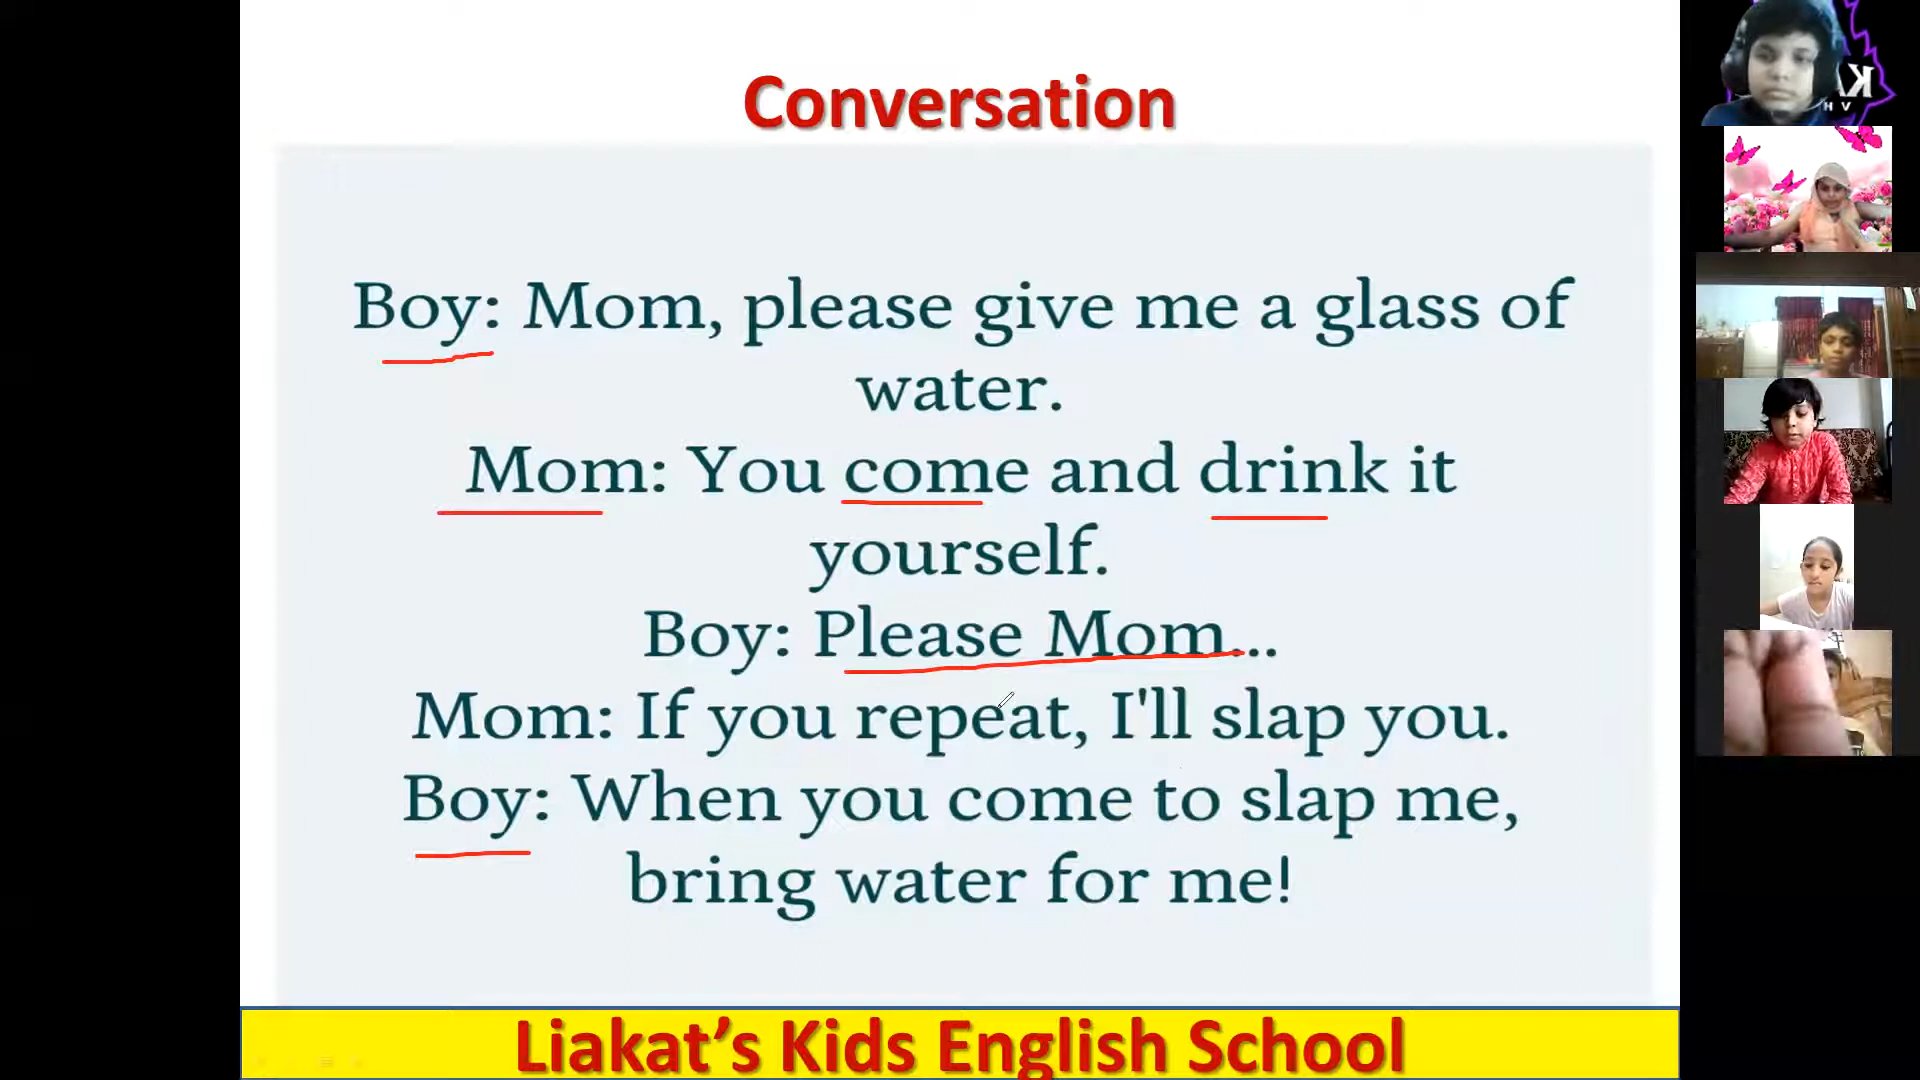 Conversation
Boy: Mom, please give me a glass of
water.
Mom: You come and drink it
yourself.
Boy: Please Mom...
Mom: If you repeat, I'll slap you.
Boy: When you come to slap me,
bring water for me!
Liakat’s Kids English School